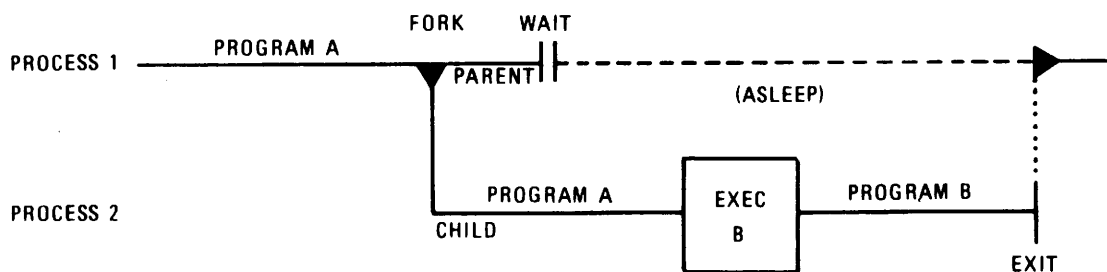 FORK WAIT
PROGRAM A
PROCESS 1
PARENT
(ASLEEP)
PROGRAM A
EXEC
B
PROGRAM B
PROCESS 2
CHILD
EXIT